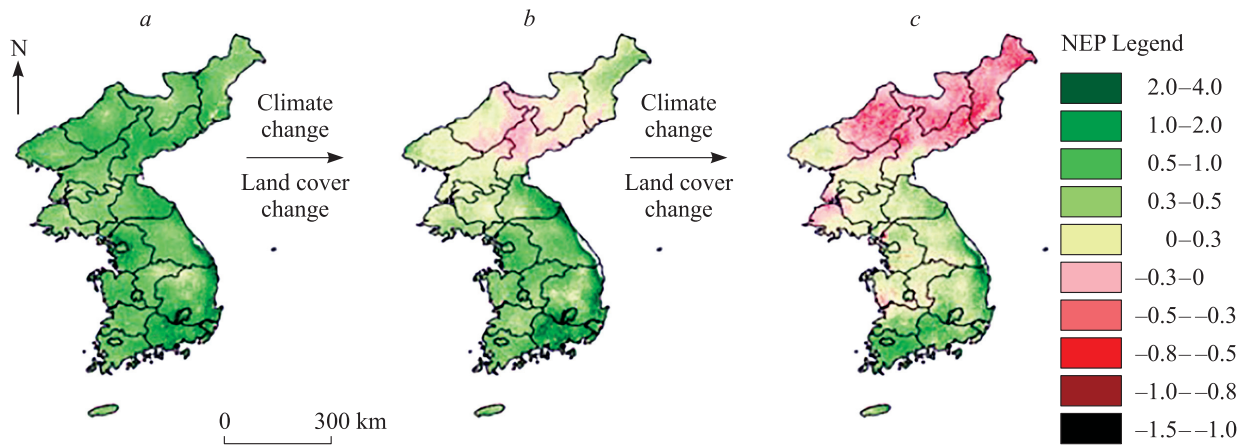 a
b
c
N
Climate
change
Land cover
change
Climate
change
Land cover
change
0 300 km
NEP Legend
2.0–4.0
1.0–2.0
0.5–1.0
0.3–0.5
0–0.3
–0.3–0
–0.5– –0.3
–0.8– –0.5
–1.0– –0.8
–1.5– –1.0